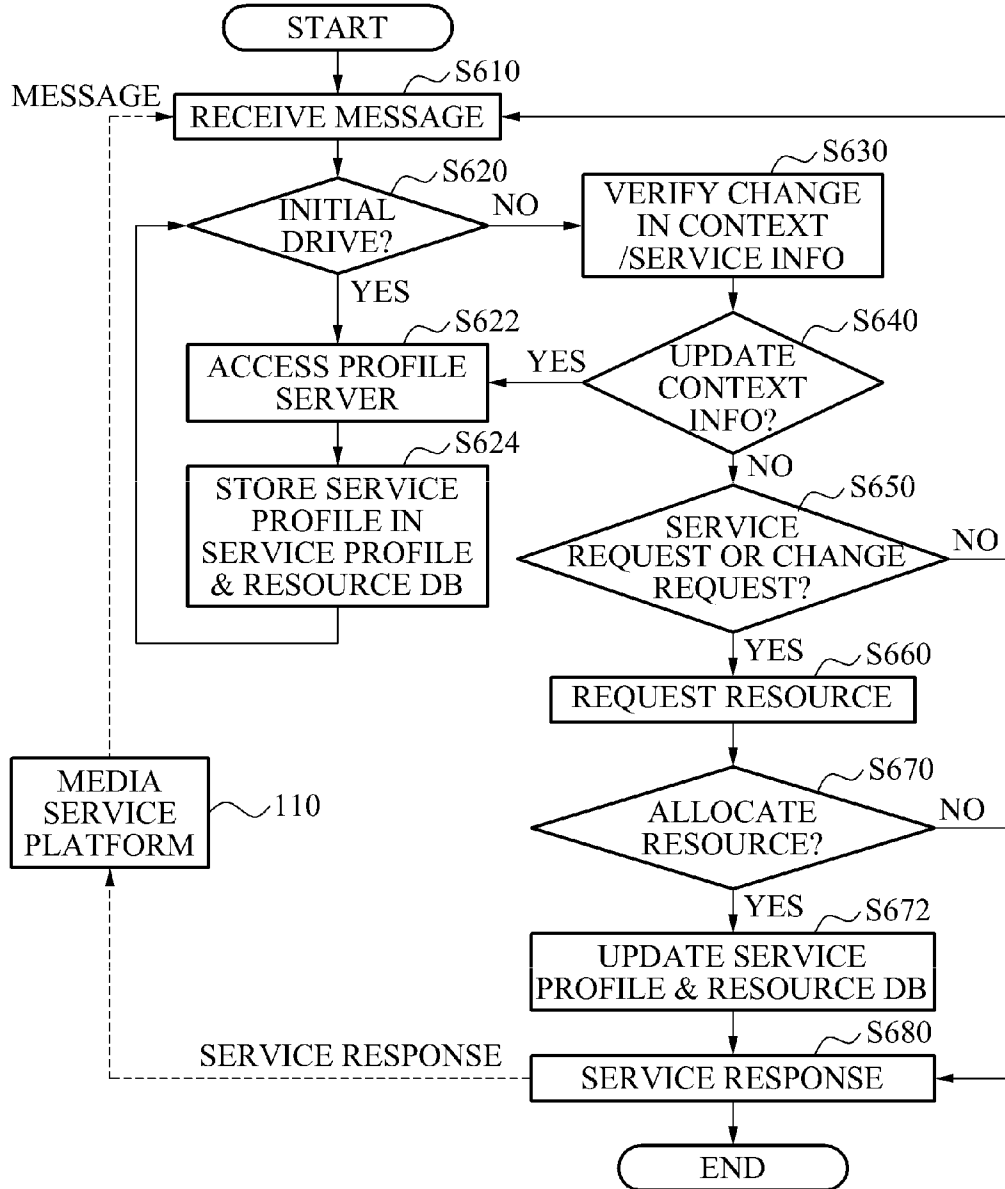 START
S610
MESSAGE
RECEIVE MESSAGE
S620
INITIAL
DRIVE?
NO
YES
S630
VERIFY CHANGE
IN CONTEXT
/SERVICE INFO
S622
ACCESS PROFILE
SERVER
S640
UPDATE
CONTEXT
INFO?
YES
NO
S624
STORE SERVICE
PROFILE IN
SERVICE PROFILE
& RESOURCE DB
S650
SERVICE
REQUEST OR CHANGE
REQUEST?
NO
YES
S660
REQUEST RESOURCE
S670
ALLOCATE
RESOURCE?
NO
YES
MEDIA
SERVICE
PLATFORM
110
S672
UPDATE SERVICE
PROFILE & RESOURCE DB
S680
SERVICE RESPONSE
SERVICE RESPONSE
END